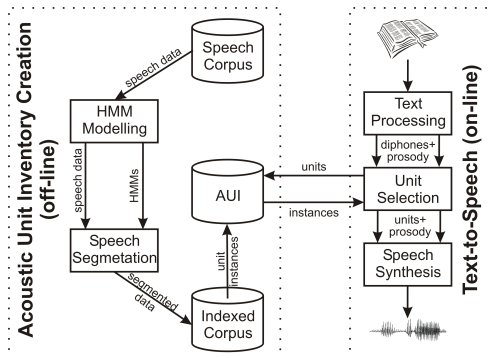 Acoustic Unit Inventory Creation
(off-line)
Speech
Corpus
speech data
HMM
Modelling
speech data
HMMs
Speech
Segmetation
segmented
data
Indexed
Corpus
unit
instances
AUI
units
instances
Text
Processing
diphones+
prosody
Unit
Selection
units+
prosody
Speech
Synthesis
Text-to-Speech (on-line)